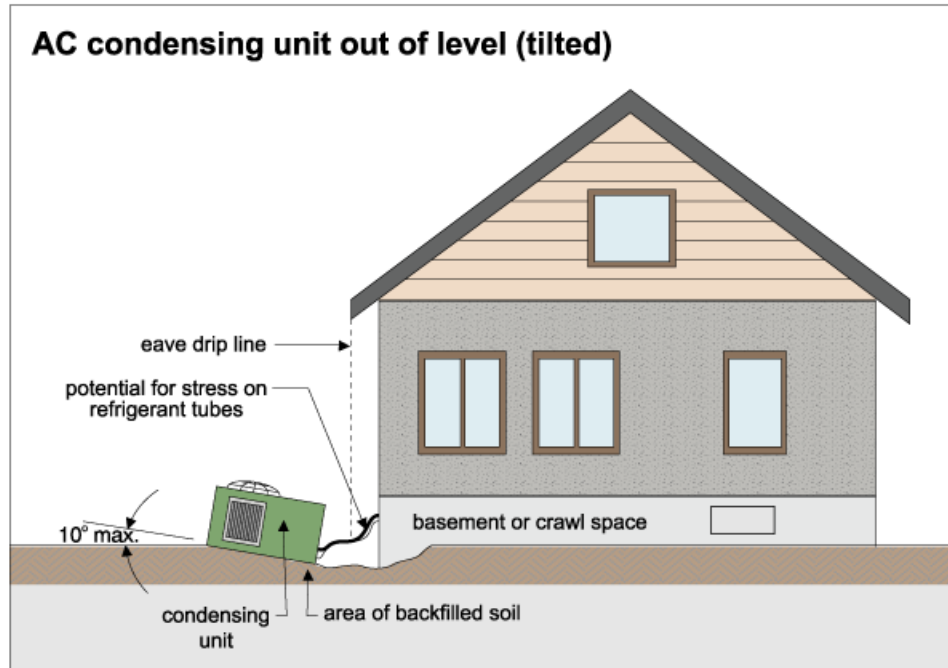 AC condensing unit out of level (tilted)
eave drip line
potential for stress on
refrigerant tubes
10° max.
basement or crawl space
condensing
unit
area of backfilled soil